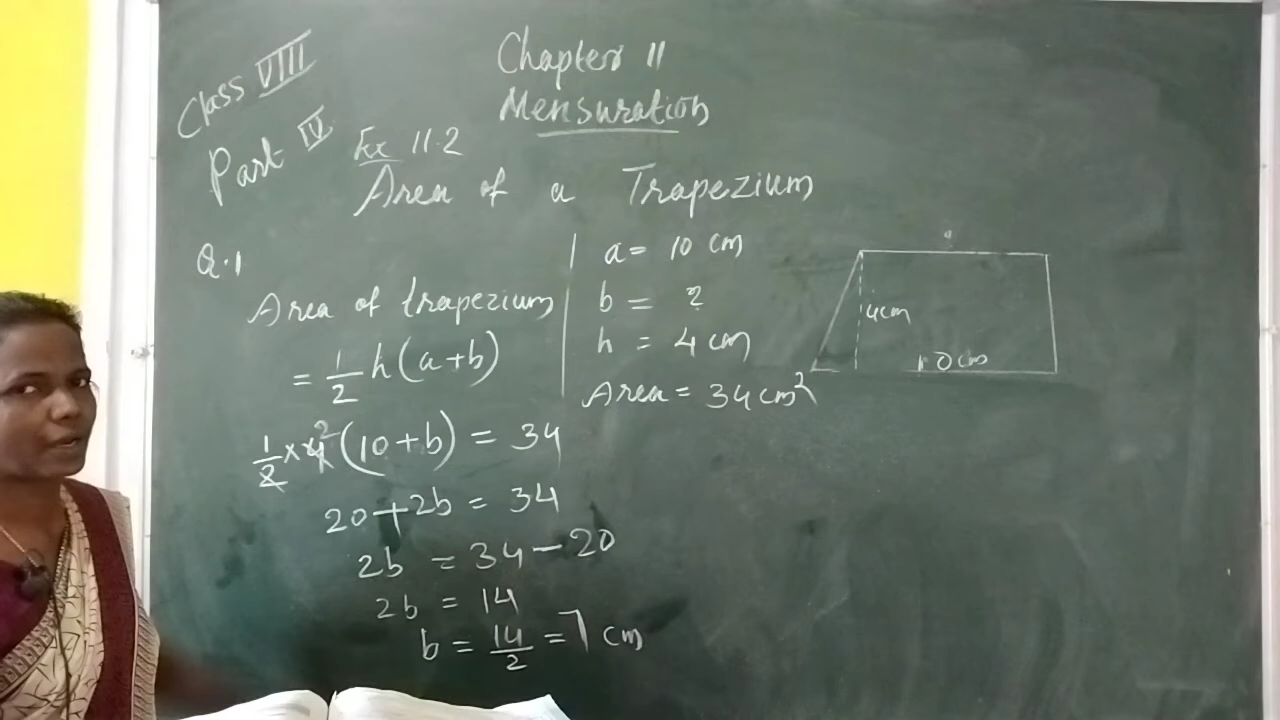 Class VIII
Part IV
Chapter 11
Mensuration
Ex 11.2
Area of a Trapezium
Q.1
Area of trapezium
= 1/2 h(a+b)
1/2 × 4 2 (10+b) = 34
20+2b = 34
2b = 34 - 20
2b = 14
b = 14/2 = 7 cm
a = 10 cm
b = ?
h = 4 cm
Area = 34 cm²
4cm
10cm